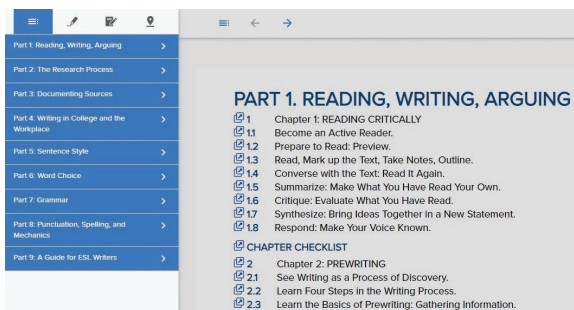 Part 1: Reading, Writing, Arguing
Part 2: The Research Process
Part 3: Documenting Sources
Part 4: Writing in College and the
Workplace
Part 5: Sentence Style
Part 6: Word Choice
Part 7: Grammar
Part 8: Punctuation, Spelling, and
Mechanics
Part 9: A Guide for ESL Writers
PART 1. READING, WRITING, ARGUING
1 Chapter 1: READING CRITICALLY
1.1 Become an Active Reader.
1.2 Prepare to Read: Preview.
1.3 Read, Mark up the Text, Take Notes, Outline.
1.4 Converse with the Text: Read It Again.
1.5 Summarize: Make What You Have Read Your Own.
1.6 Critique: Evaluate What You Have Read.
1.7 Synthesize: Bring Ideas Together in a New Statement.
1.8 Respond: Make Your Voice Known.
CHAPTER CHECKLIST
2 Chapter 2: PREWRITING
2.1 See Writing as a Process of Discovery.
2.2 Learn Four Steps in the Writing Process.
2.3 Learn the Basics of Prewriting: Gathering Information.